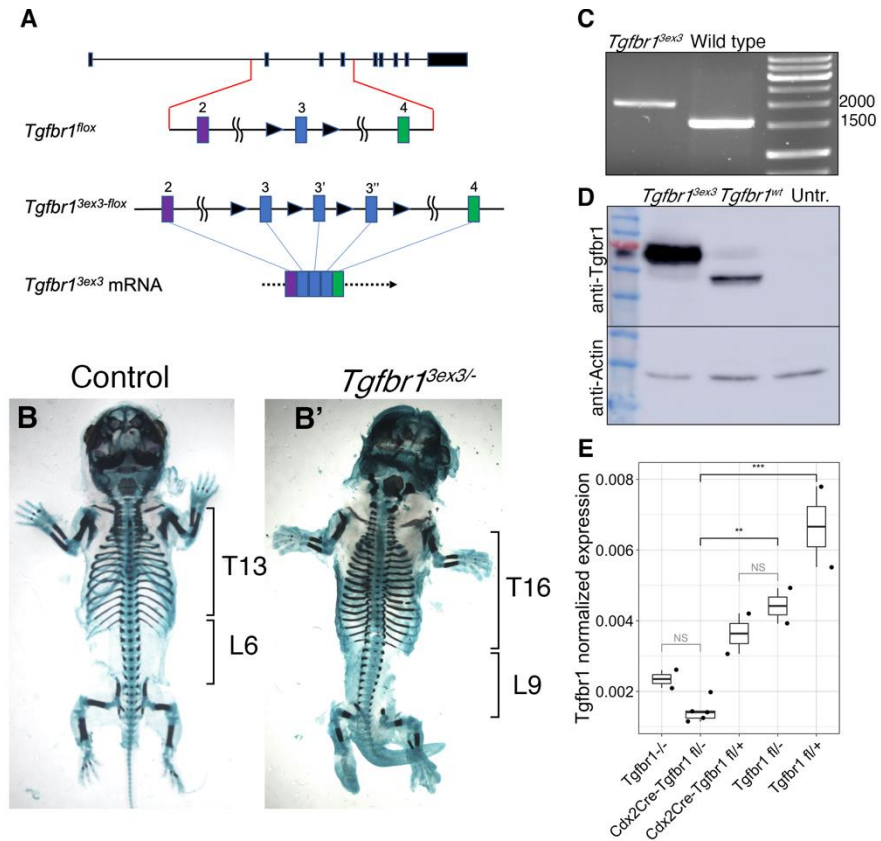 A
2 3 4
Tgfbr1flox
2 3 3' 3'' 4
Tgfbr13ex3-flox
Tgfbr13ex3 mRNA
Control
B
T13
L6
Tgfbr13ex3/-
B'
T16
L9
C
Tgfbr13ex3 Wild type
2000
1500
D
Tgfbr13ex3 Tgfbr1wt Untr.
anti-Tgfbr1
anti-Actin
E
Tgfbr1 normalized expression
0.008
0.006
0.004
0.002
***
**
NS
NS
Tgfbr1-/-
Cdx2Cre-Tgfbr1 fl/-
Cdx2Cre-Tgfbr1 fl/+
Tgfbr1 fl/-
Tgfbr1 fl/+